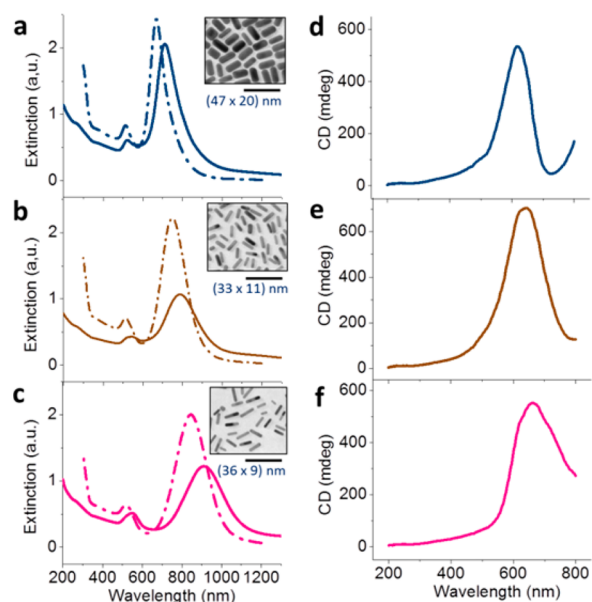 a
Extinction (a,u.)
2
1
0
(47 x 20) nm
d
CD (mdeg)
600
400
200
0
b
Extinction (a,u.)
2
1
0
(33 x 11) nm
e
CD (mdeg)
600
400
200
0
c
Extinction (a.u.)
2
1
0
(36 x 9) nm
200 400 600 800 1000 1200
Wavelength (nm)
f
CD (mdeg)
600
400
200
0
200 400 600 800
Wavelength (nm)